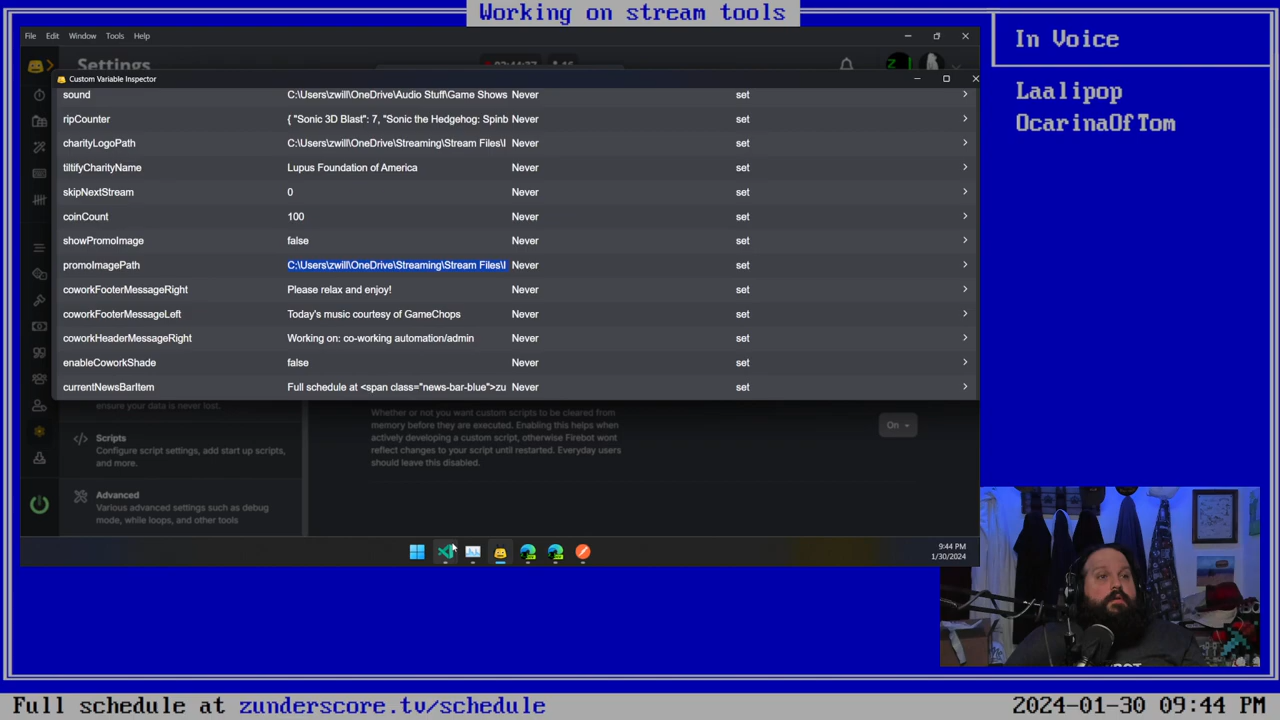 Working on stream tools
File Edit Window Tools Help
Settings
Custom Variable Inspector
sound C:\Users\zwill\OneDrive\Audio Stuff\Game Shows Never set
ripCounter { "Sonic 3D Blast": 7, "Sonic the Hedgehog: Spinb Never set
charityLogoPath C:\Users\zwill\OneDrive\Streaming\Stream Files\I Never set
tiltifyCharityName Lupus Foundation of America Never set
skipNextStream 0 Never set
coinCount 100 Never set
showPromoImage false Never set
promoImagePath C:\Users\zwill\OneDrive\Streaming\Stream Files\I Never set
coworkFooterMessageRight Please relax and enjoy! Never set
coworkFooterMessageLeft Today's music courtesy of GameChops Never set
coworkHeaderMessageRight Working on: co-working automation/admin Never set
enableCoworkShade false Never set
currentNewsBarItem Full schedule at <span class="news-bar-blue">zu Never set
ensure your data is never lost.
Scripts
Configure script settings, add start up scripts,
and more.
Advanced
Various advanced settings such as debug
mode, while loops, and other tools
Whether or not you want custom scripts to be cleared from
memory before they are executed. Enabling this helps when
actively developing a custom script, otherwise Firebot wont
reflect changes to your script until restarted. Everyday users
should leave this disabled.
On
9:44 PM
1/30/2024
In Voice
Laalipop
OcarinaOfTom
Full schedule at zunderscore.tv/schedule
2024-01-30 09:44 PM